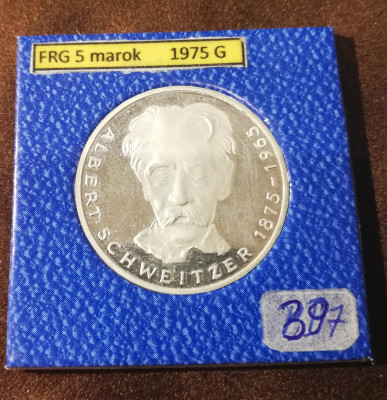 FRG 5 marok 1975 G
ALBERT SCHWEITZER 1875-1965
397